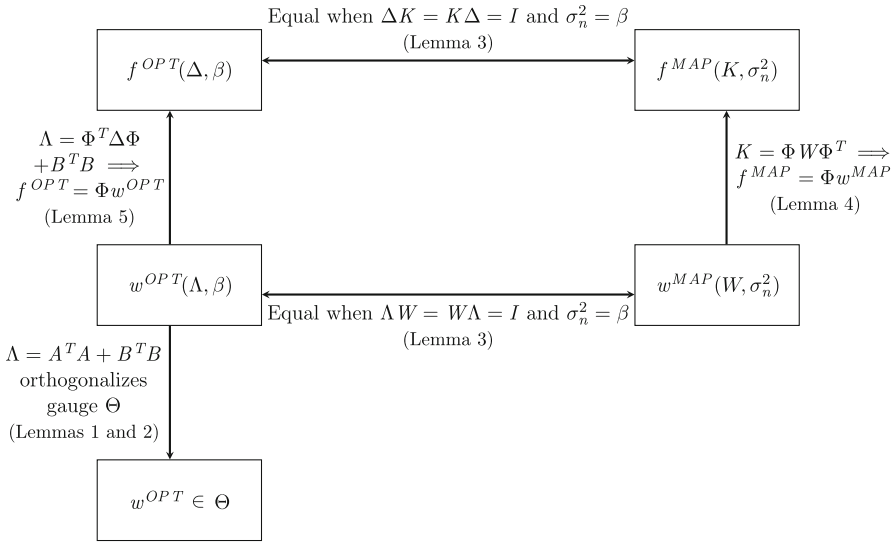 Equal when ΔK = KΔ = I and σ_n^2 = β
(Lemma 3)
f^{OPT}(Δ, β)
f^{MAP}(K, σ_n^2)
Λ = Φ^T ΔΦ
+B^T B ⟹
f^{OPT} = Φw^{OPT}
(Lemma 5)
K = ΦWΦ^T ⟹
f^{MAP} = Φw^{MAP}
(Lemma 4)
w^{OPT}(Λ, β)
w^{MAP}(W, σ_n^2)
Equal when ΛW = WΛ = I and σ_n^2 = β
(Lemma 3)
Λ = A^T A + B^T B
orthogonalizes
gauge Θ
(Lemmas 1 and 2)
w^{OPT} ∈ Θ